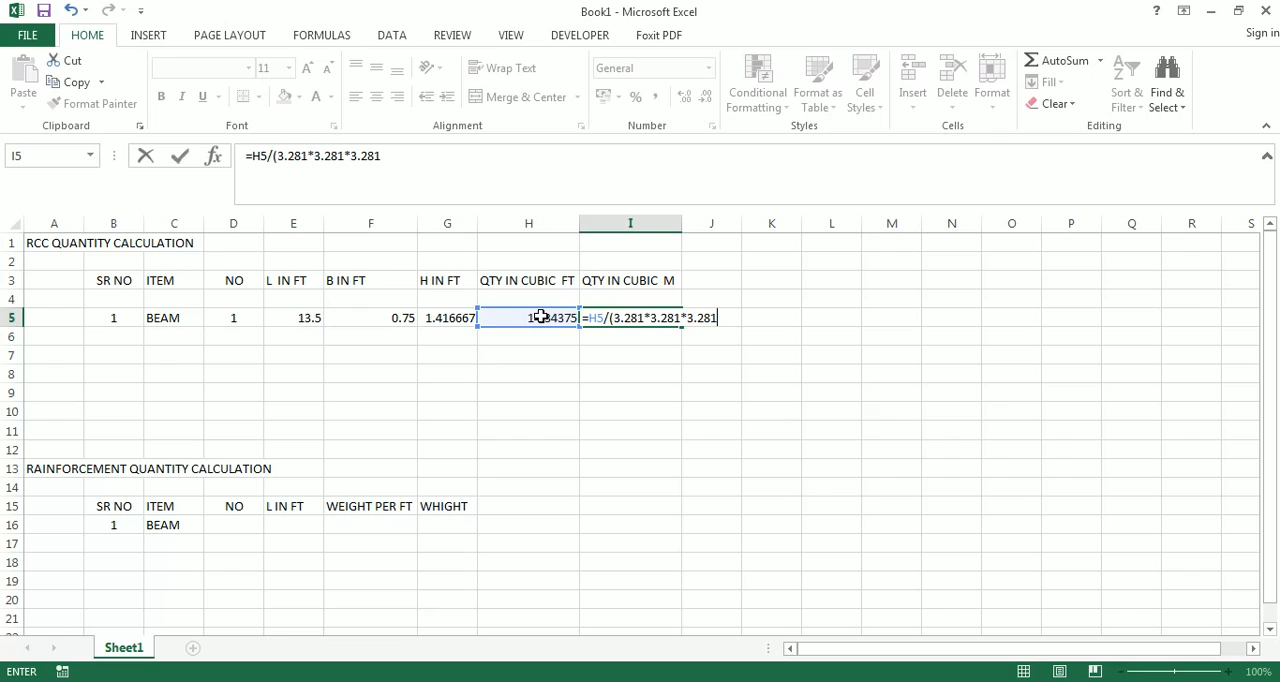 Book1 - Microsoft Excel
?
FILE HOME INSERT PAGE LAYOUT FORMULAS DATA REVIEW VIEW DEVELOPER Foxit PDF Sign in
Paste
Cut
Copy
Format Painter
Clipboard
11 A A
B I U A
Font
Wrap Text
Merge & Center
Alignment
General
% ,
Number
Conditional Formatting
Format as Table
Cell Styles
Styles
Insert Delete Format
Cells
AutoSum
Fill
Clear
Sort & Filter
Find & Select
Editing
I5 fx =H5/(3.281*3.281*3.281
A B C D E F G H I J K L M N O P Q R S
1 RCC QUANTITY CALCULATION
2
3 SR NO ITEM NO L IN FT B IN FT H IN FT QTY IN CUBIC FT QTY IN CUBIC M
4
5 1 BEAM 1 13.5 0.75 1.416667 =H5/(3.281*3.281*3.281
6
7
8
9
10
11
12
13 RAINFORCEMENT QUANTITY CALCULATION
14
15 SR NO ITEM NO L IN FT WEIGHT PER FT WHIGHT
16 1 BEAM
17
18
19
20
21
Sheet1
ENTER 100%